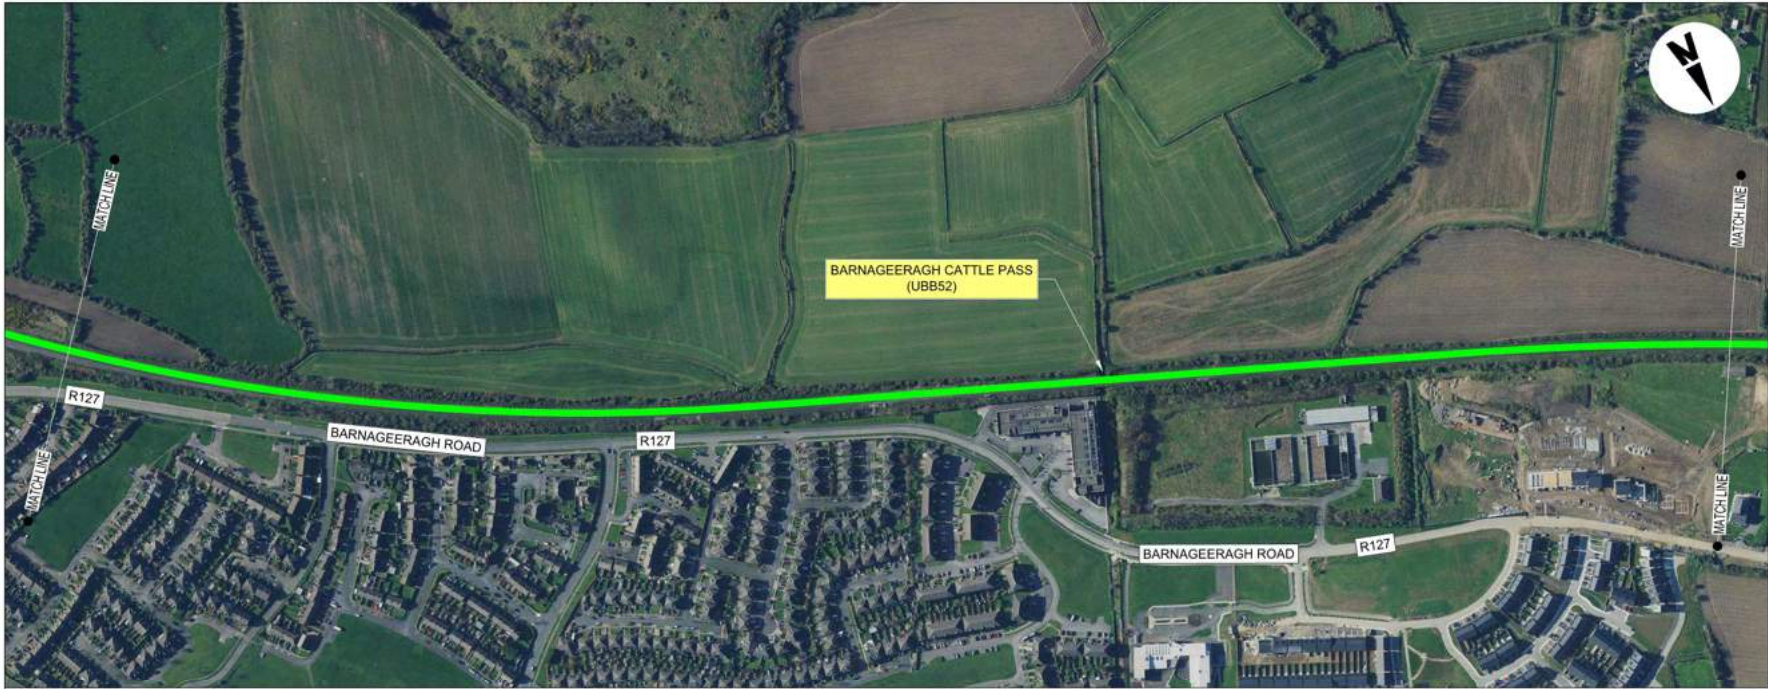 N
MATCH LINE
MATCH LINE
BARNAGEERAGH CATTLE PASS
(UBB52)
R127
BARNAGEERAGH ROAD
R127
MATCH LINE
MATCH LINE
BARNAGEERAGH ROAD
R127